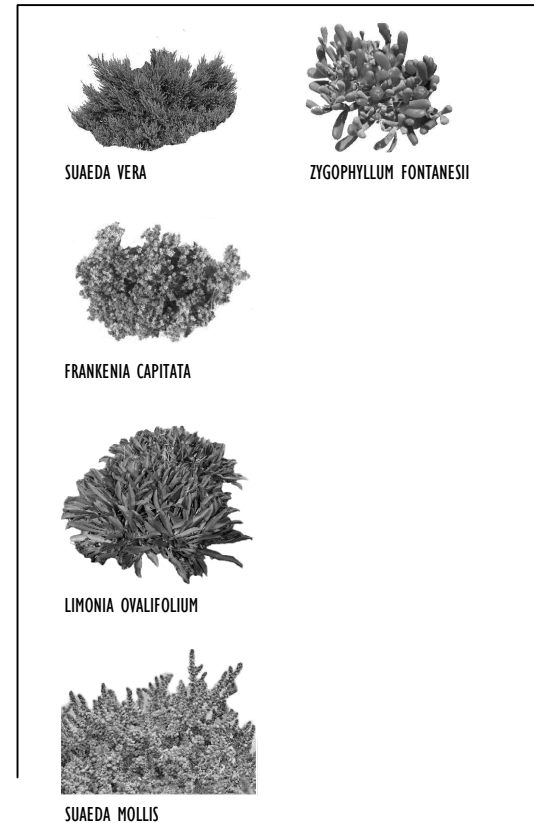 SUAEDA VERA
ZYGOPHYLLUM FONTANESII
FRANKENIA CAPITATA
LIMONIA OVALIFOLIUM
SUAEDA MOLLIS